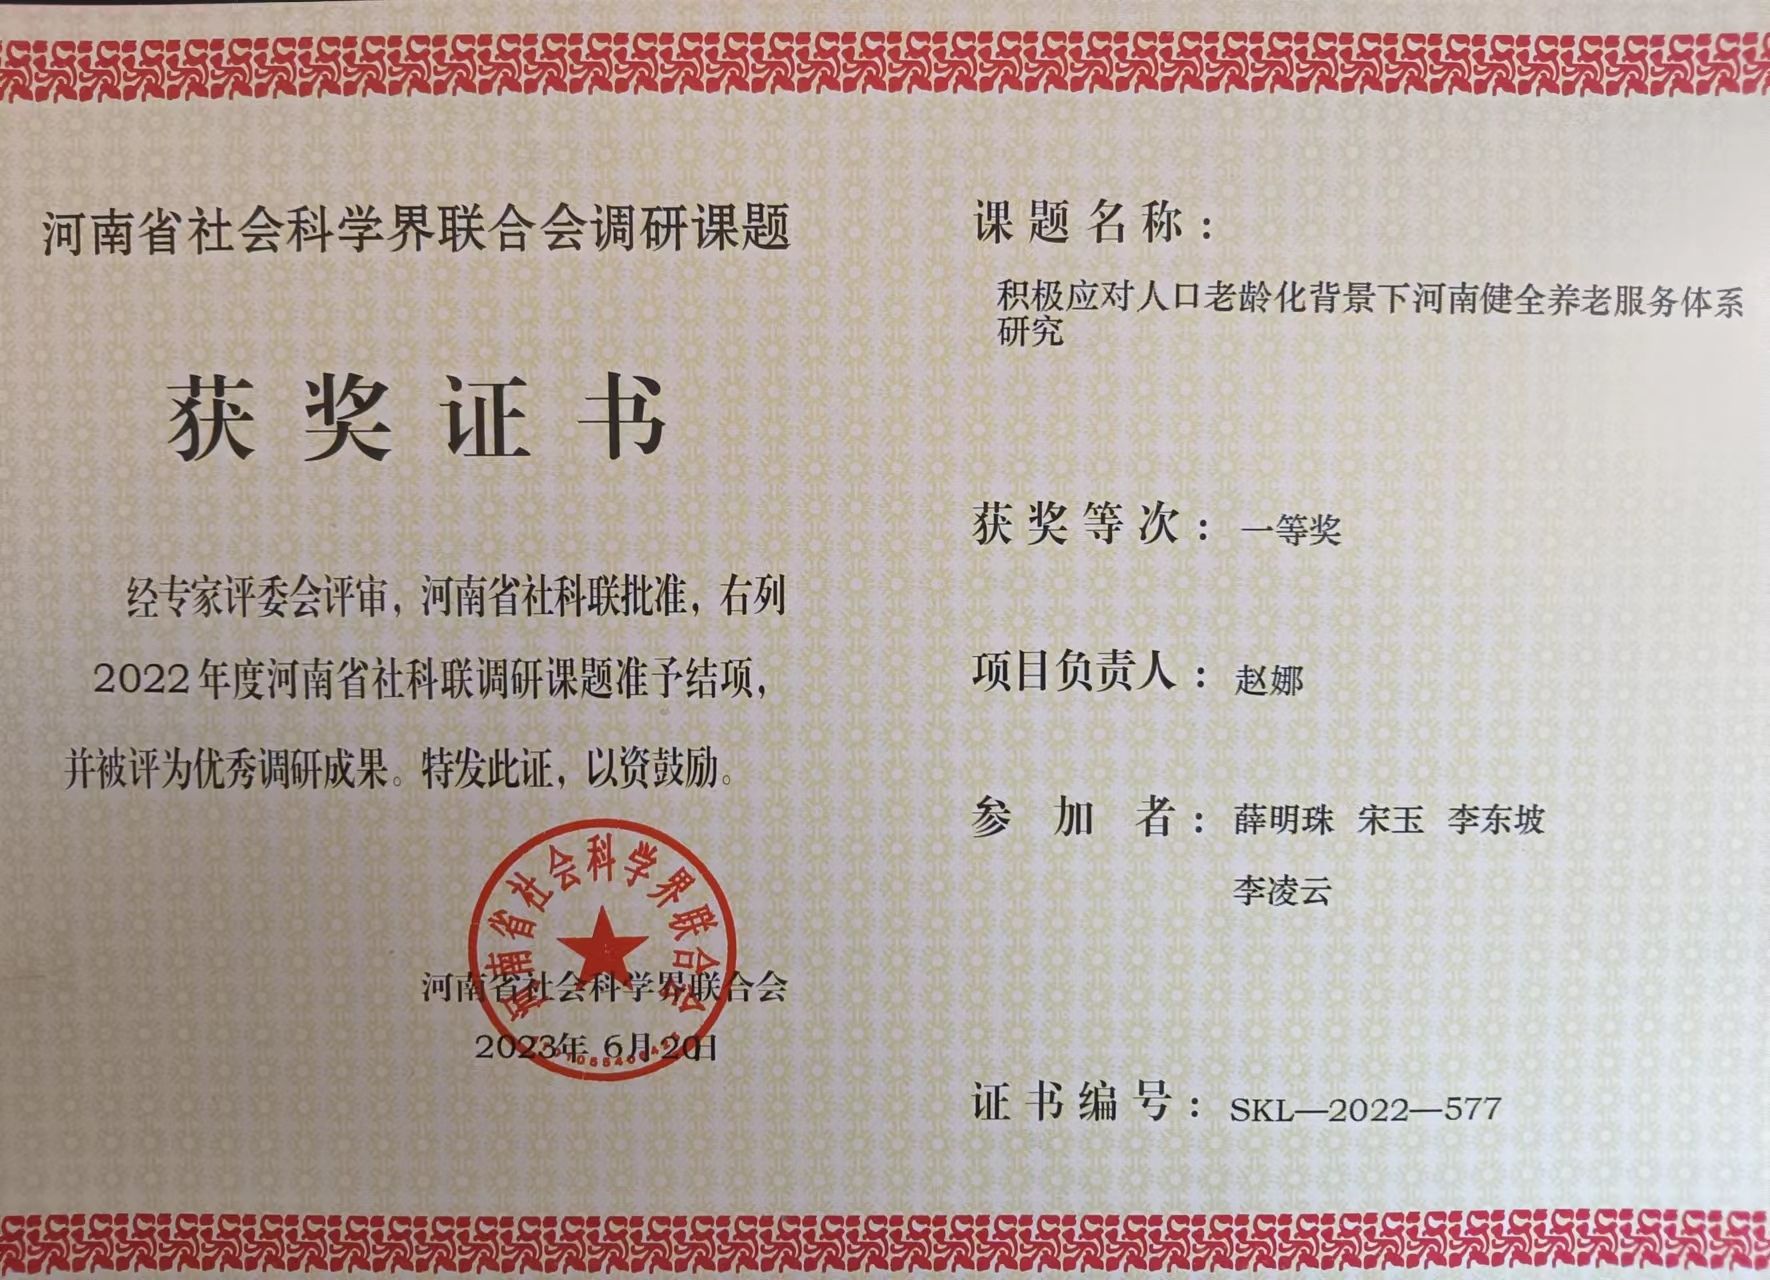 河南省社会科学界联合会调研课题
获奖证书
经专家评委会评审，河南省社科联批准，右列
2022年度河南省社科联调研课题准予结项，
并被评为优秀调研成果。特发此证，以资鼓励。
河南省社会科学界联合会
河南省社会科学界联合会
2023年 6月20日
课题名称：
积极应对人口老龄化背景下河南健全养老服务体系
研究
获奖等次：一等奖
项目负责人：赵娜
参加者：薛明珠 宋玉 李东坡
李凌云
证书编号：SKL—2022—577